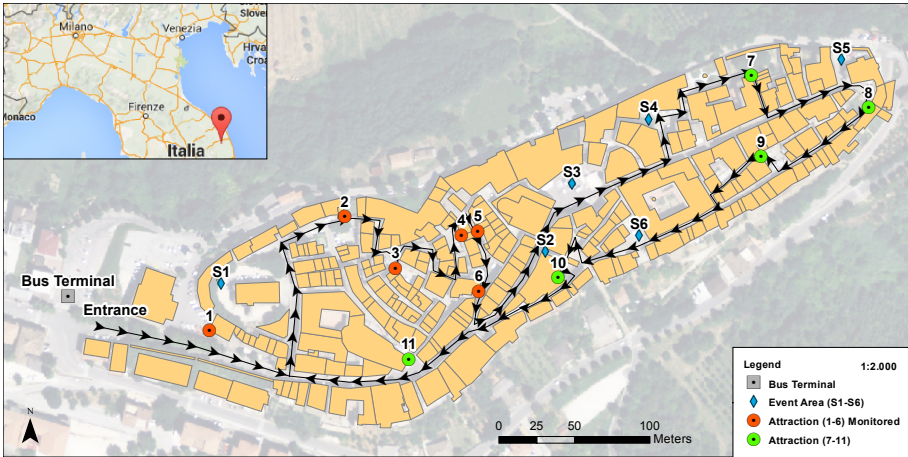 Milano
Venezia
Slovei
Hrva
Croa
Monaco
Firenze
Italia
7
S5
8
S4
9
S3
2
4
5
S6
3
S2
10
S1
6
Bus Terminal
Entrance
1
11
Legend
1:2.000
Bus Terminal
Event Area (S1-S6)
Attraction (1-6) Monitored
Attraction (7-11)
N
0 25 50 100
Meters